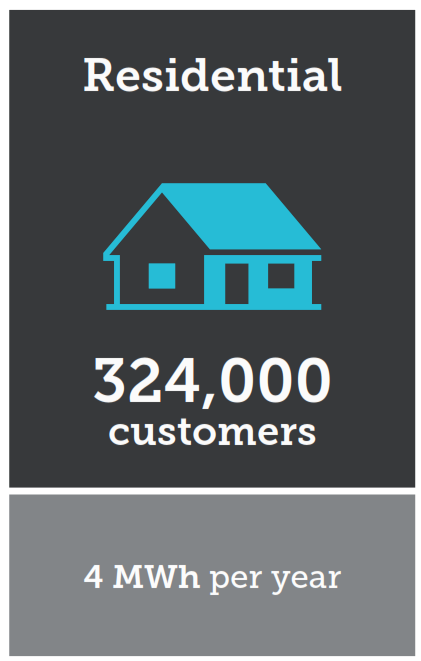 Residential
324,000
customers
4 MWh per year